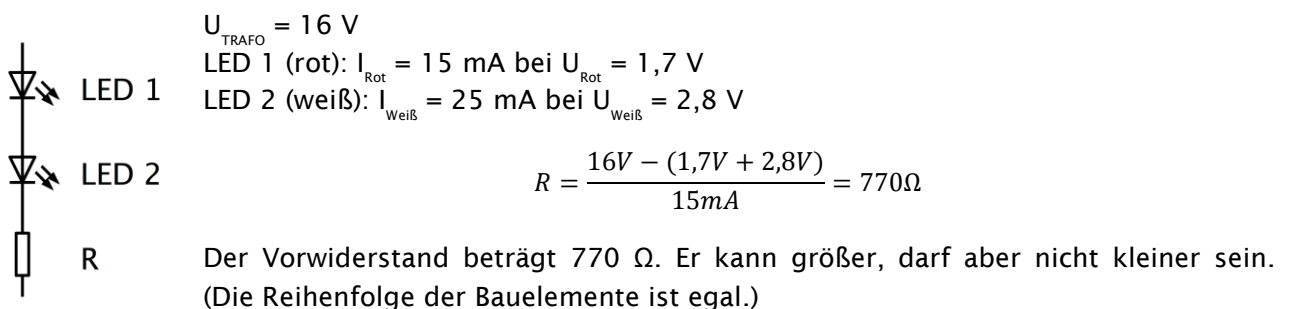 U_TRAFO = 16 V
LED 1 (rot): I_Rot = 15 mA bei U_Rot = 1,7 V
LED 2 (weiß): I_Weiß = 25 mA bei U_Weiß = 2,8 V
LED 1
LED 2
R
R = \frac{16V − (1,7V + 2,8V)}{15mA} = 770Ω
Der Vorwiderstand beträgt 770 Ω. Er kann größer, darf aber nicht kleiner sein.
(Die Reihenfolge der Bauelemente ist egal.)